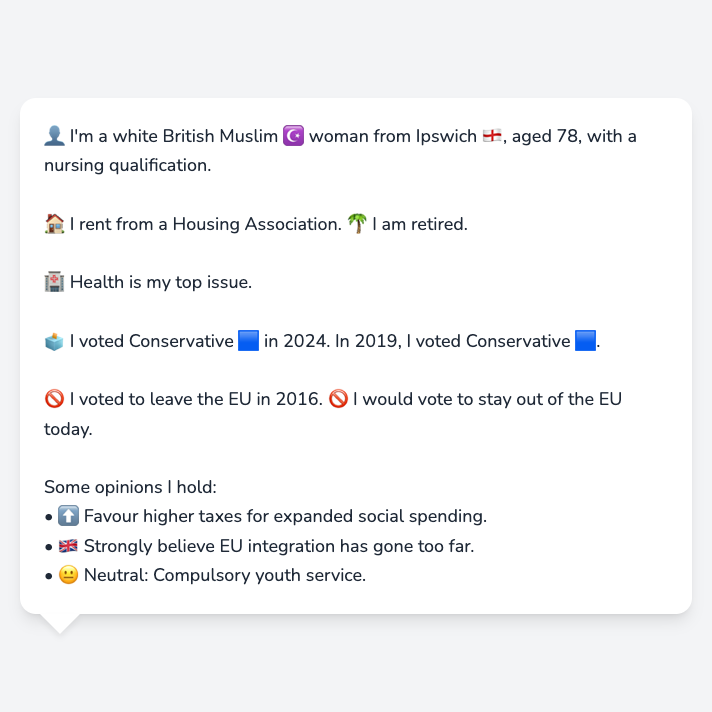 👤 I'm a white British Muslim ☪️ woman from Ipswich 🏴󠁧󠁢󠁥󠁮󠁧󠁿, aged 78, with a
nursing qualification.
🏠 I rent from a Housing Association. 🌴 I am retired.
🏥 Health is my top issue.
🗳️ I voted Conservative 🟦 in 2024. In 2019, I voted Conservative 🟦.
🚫 I voted to leave the EU in 2016. 🚫 I would vote to stay out of the EU
today.
Some opinions I hold:
• ⬆️ Favour higher taxes for expanded social spending.
• 🇬🇧 Strongly believe EU integration has gone too far.
• 😐 Neutral: Compulsory youth service.